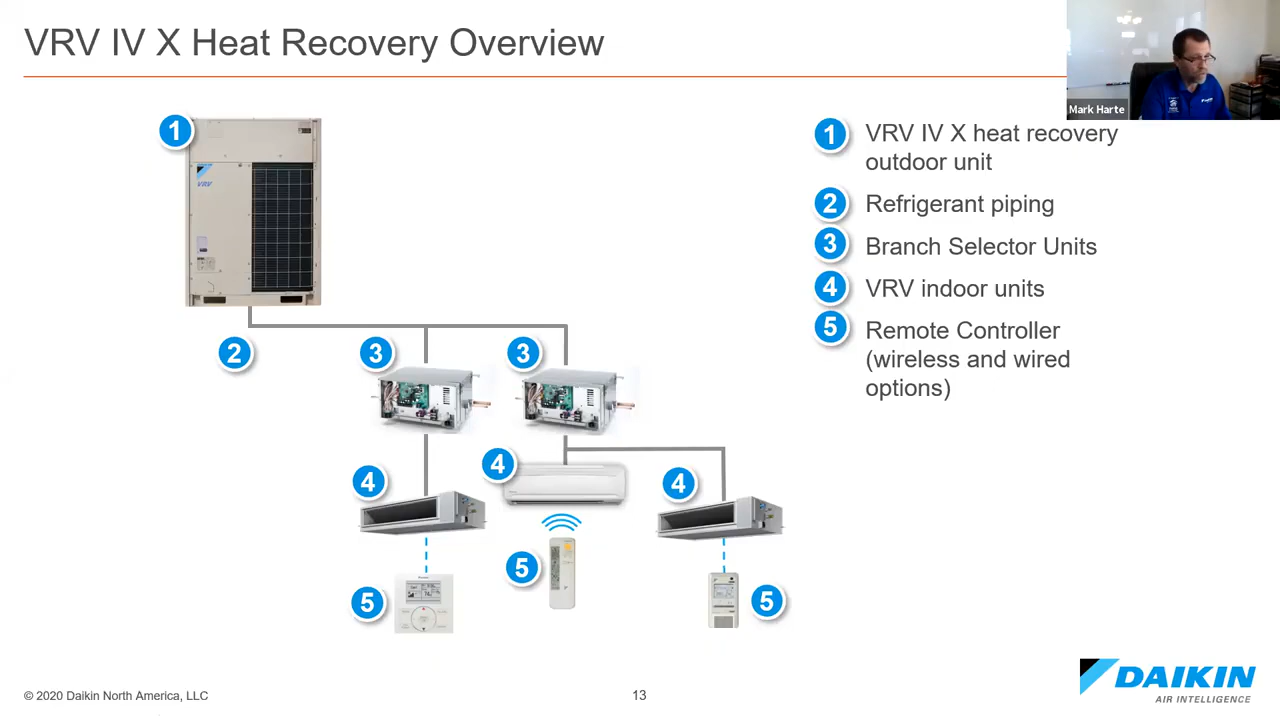 VRV IV X Heat Recovery Overview
Mark Harte
1
VRV
1 VRV IV X heat recovery
outdoor unit
2 Refrigerant piping
3 Branch Selector Units
4 VRV indoor units
5 Remote Controller
(wireless and wired
options)
2
3
3
4
4
4
5
5
5
© 2020 Daikin North America, LLC
13
DAIKIN
AIR INTELLIGENCE